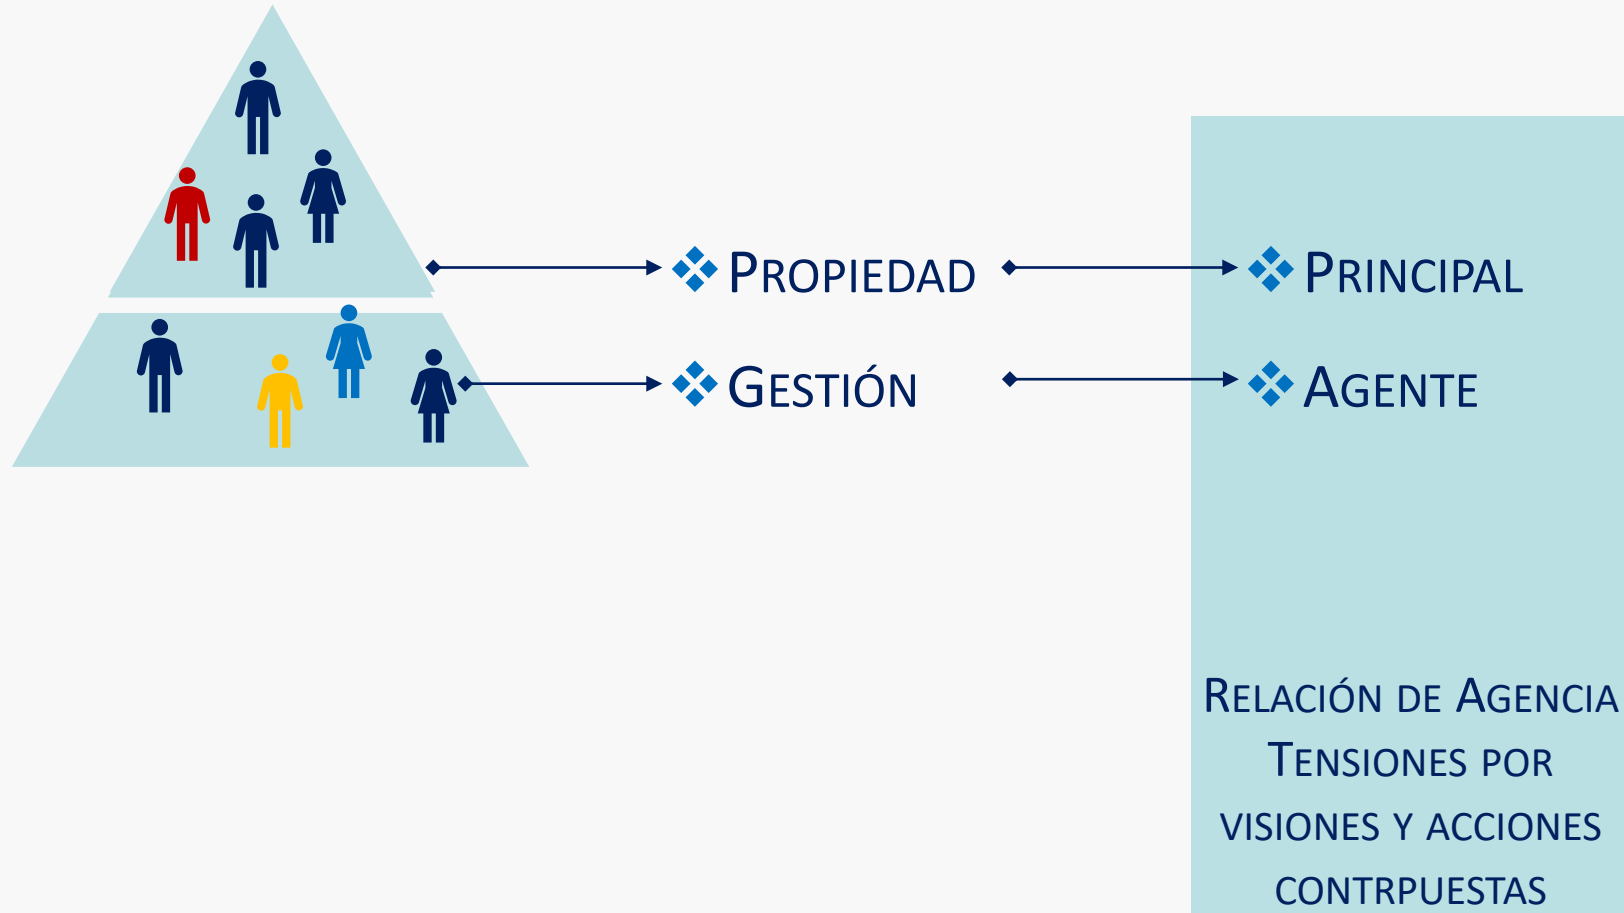 Propiedad
Principal
Gestión
Agente
Relación de Agencia
Tensiones por
visiones y acciones
contrpuestas